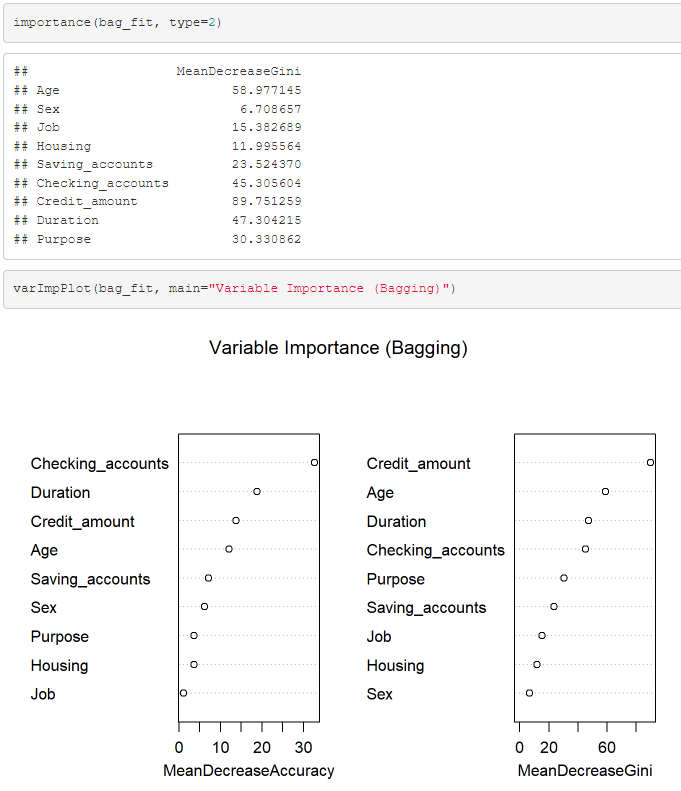 importance(bag_fit, type=2)
##                    MeanDecreaseGini
## Age                       58.977145
## Sex                        6.708657
## Job                       15.382689
## Housing                   11.995564
## Saving_accounts           23.524370
## Checking_accounts         45.305604
## Credit_amount             89.751259
## Duration                  47.304215
## Purpose                   30.330862
varImpPlot(bag_fit, main="Variable Importance (Bagging)")
Variable Importance (Bagging)
Checking_accounts
Duration
Credit_amount
Age
Saving_accounts
Sex
Purpose
Housing
Job
0 10 20 30
MeanDecreaseAccuracy
Credit_amount
Age
Duration
Checking_accounts
Purpose
Saving_accounts
Job
Housing
Sex
0 20 60
MeanDecreaseGini